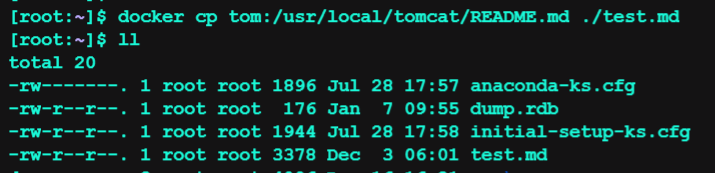 [root:~]$ docker cp tom:/usr/local/tomcat/README.md ./test.md
[root:~]$ ll
total 20
-rw-------. 1 root root 1896 Jul 28 17:57 anaconda-ks.cfg
-rw-r--r--. 1 root root  176 Jan  7 09:55 dump.rdb
-rw-r--r--. 1 root root 1944 Jul 28 17:58 initial-setup-ks.cfg
-rw-r--r--. 1 root root 3378 Dec  3 06:01 test.md